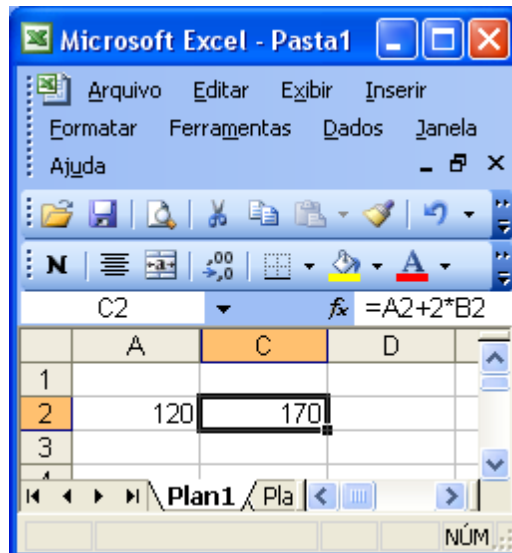 Microsoft Excel - Pasta1
Arquivo Editar Exibir Inserir
Formatar Ferramentas Dados Janela
Ajuda
N
C2 fx =A2+2*B2
A C D
1
2 120 170
3
Plan1 Pla
NÚM